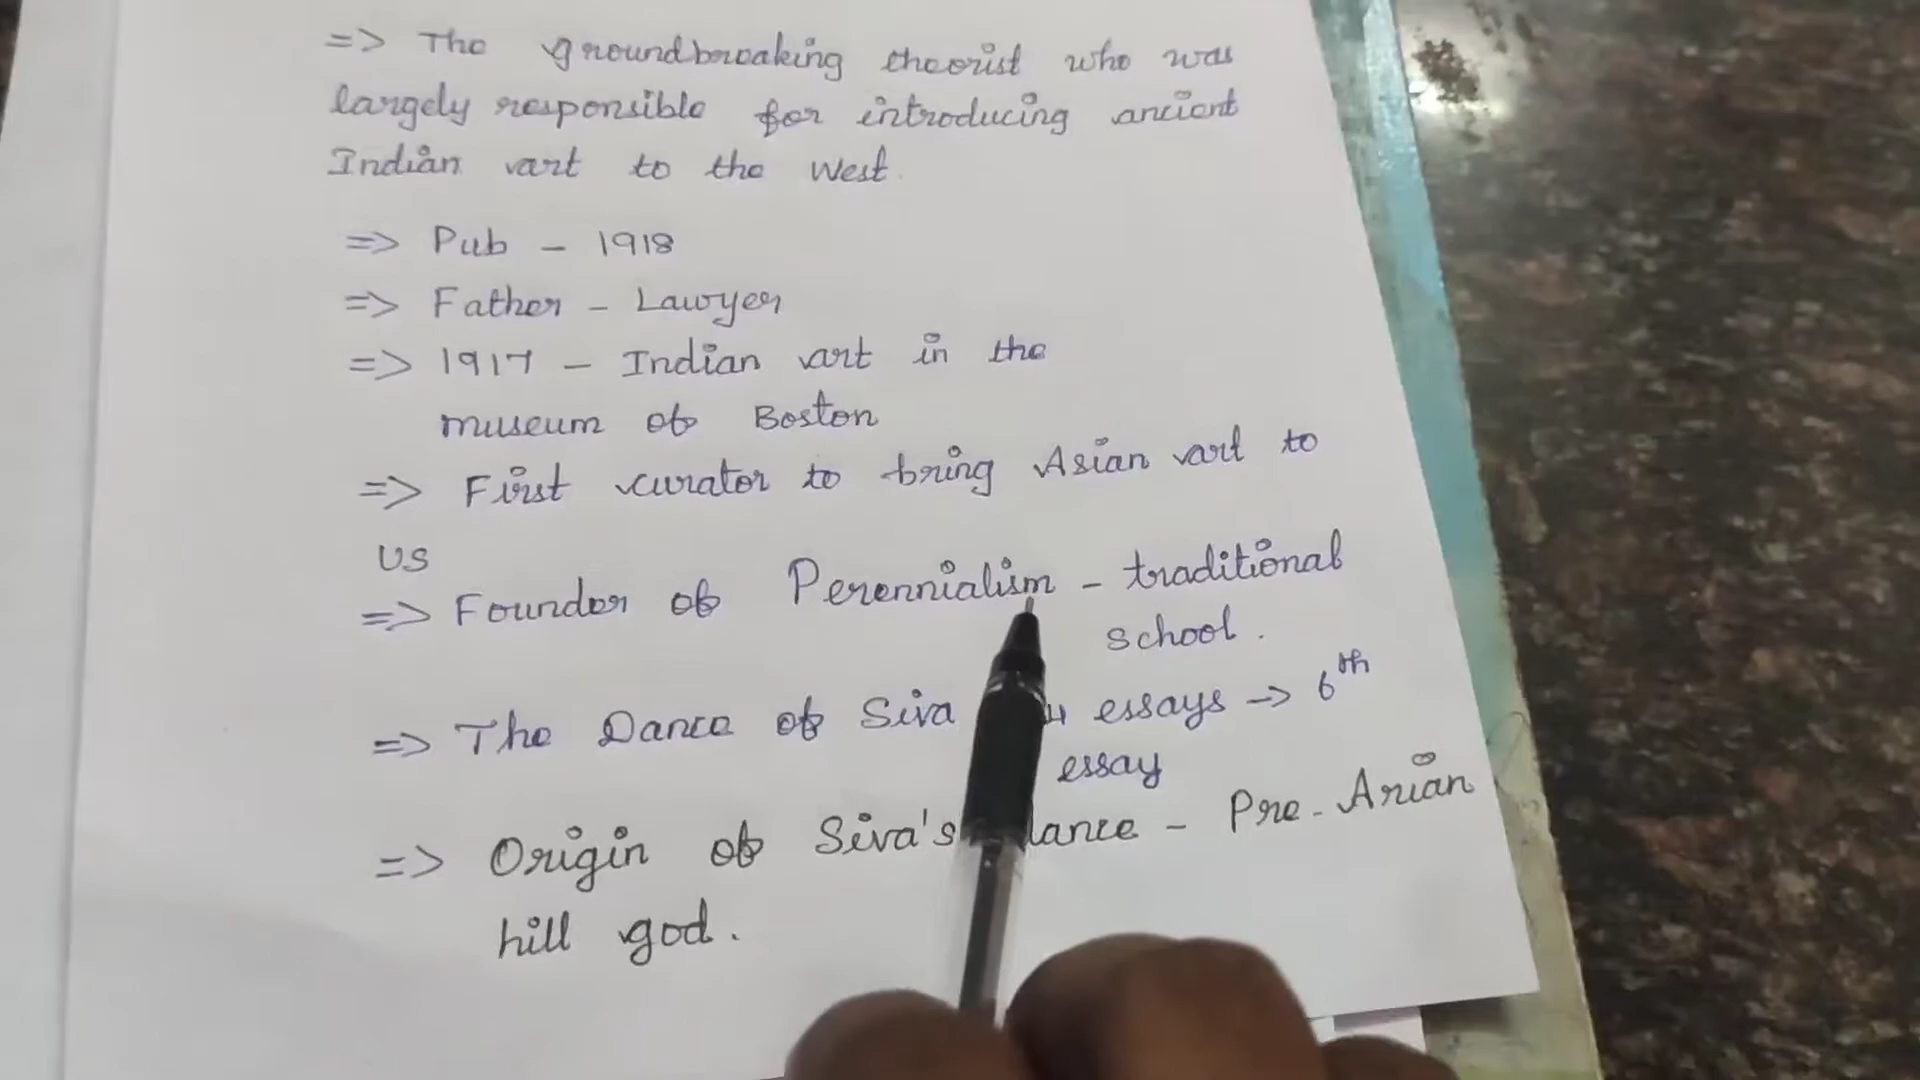 => The groundbreaking theorist who was
largely responsible for introducing ancient
Indian art to the West.
=> Pub - 1918
=> Father - Lawyer
=> 1917 - Indian art in the
museum of Boston
=> First curator to bring Asian art to
US
=> Founder of Perennialism - traditional
school.
=> The Dance of Siva essays -> 6th
essay
=> Origin of Siva's dance - Pre-Arian
hill god.